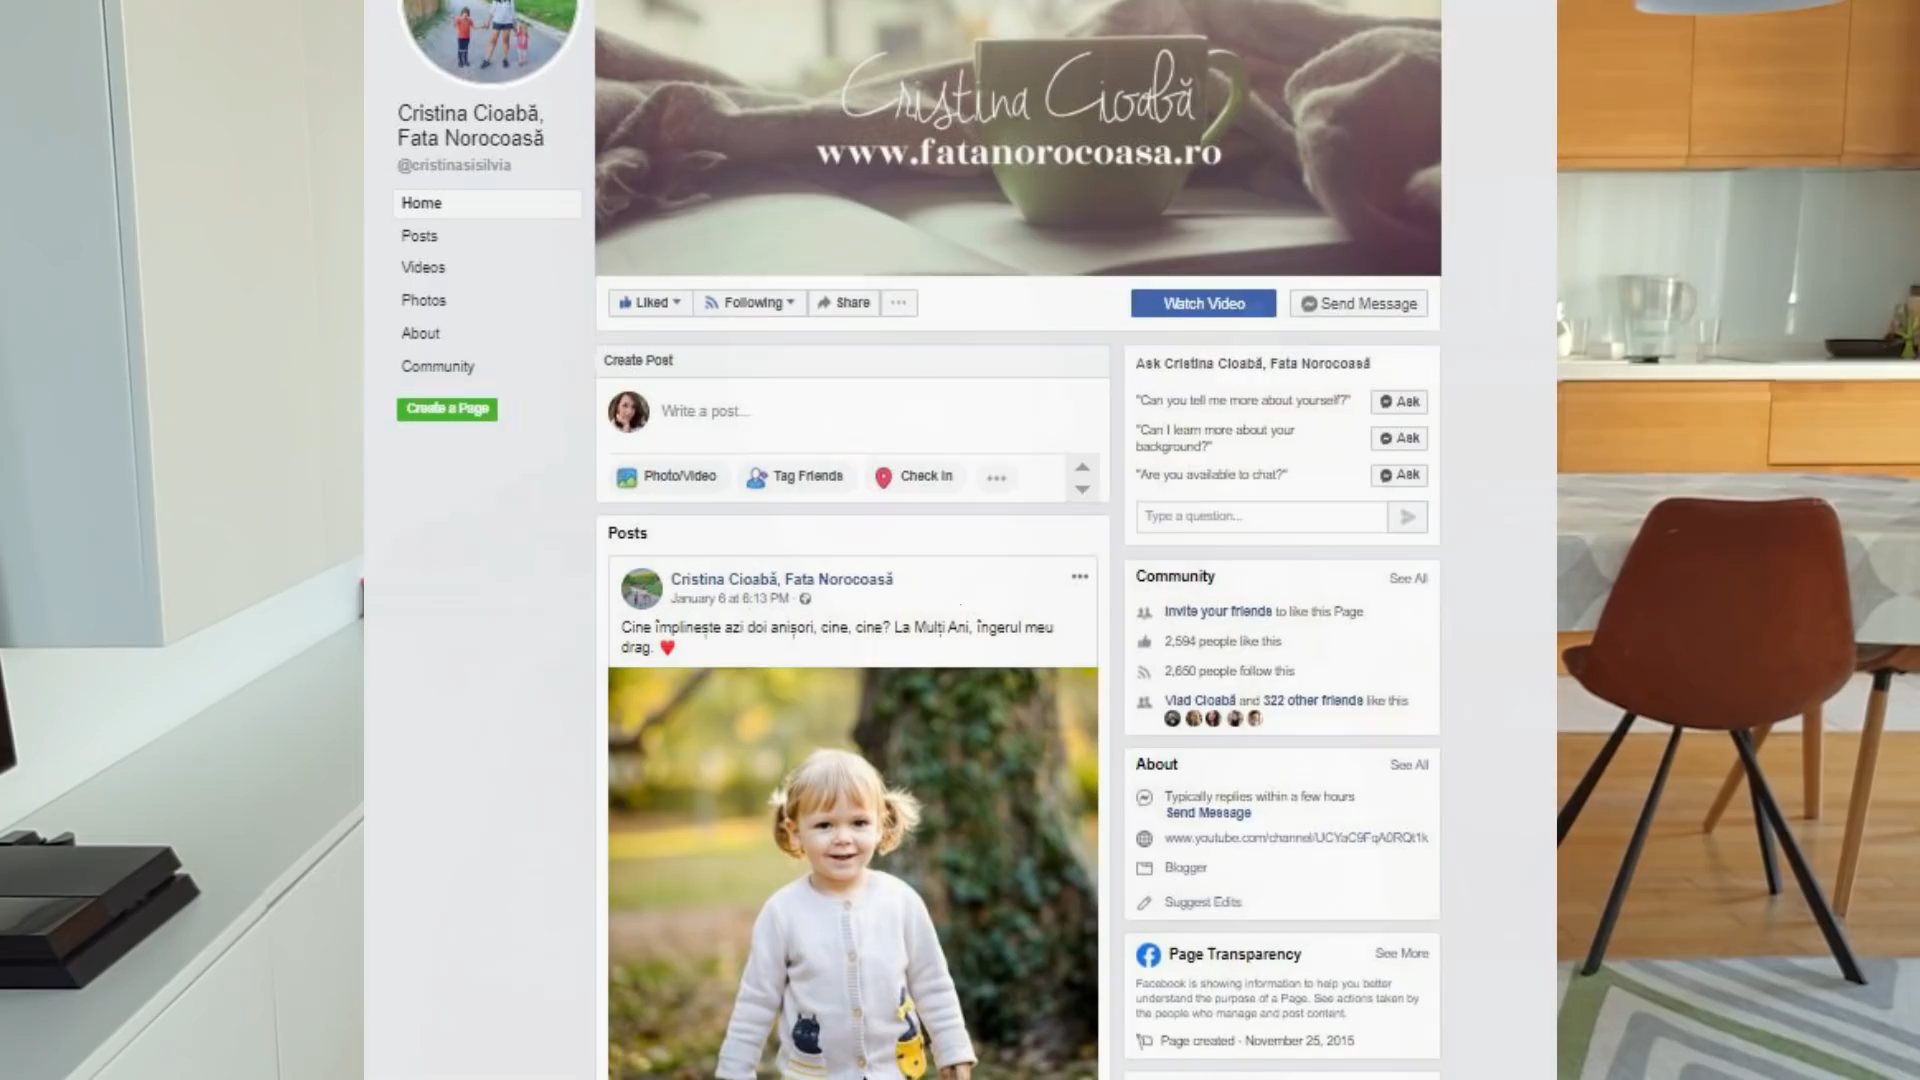 Cristina Cioabă
www.fatanorocoasa.ro
Cristina Cioabă,
Fata Norocoasă
@cristinasisilvia
Home
Posts
Videos
Photos
About
Community
Create a Page
Liked
Following
Share
Watch Video
Send Message
Create Post
Write a post...
Photo/Video
Tag Friends
Check in
Posts
Cristina Cioabă, Fata Norocoasă
January 6 at 6:13 PM
Cine împlinește azi doi anișori, cine, cine? La Mulți Ani, îngerul meu
drag.
Ask Cristina Cioabă, Fata Norocoasă
"Can you tell me more about yourself?"
Ask
"Can I learn more about your
background?"
Ask
"Are you available to chat?"
Ask
Type a question...
Community
See All
Invite your friends to like this Page
2,594 people like this
2,650 people follow this
Vlad Cioabă and 322 other friends like this
About
See All
Typically replies within a few hours
Send Message
www.youtube.com/channel/UCYaC9FqA0RQt1k
Blogger
Suggest Edits
Page Transparency
See More
Facebook is showing information to help you better
understand the purpose of a Page. See actions taken by
the people who manage and post content.
Page created - November 25, 2015